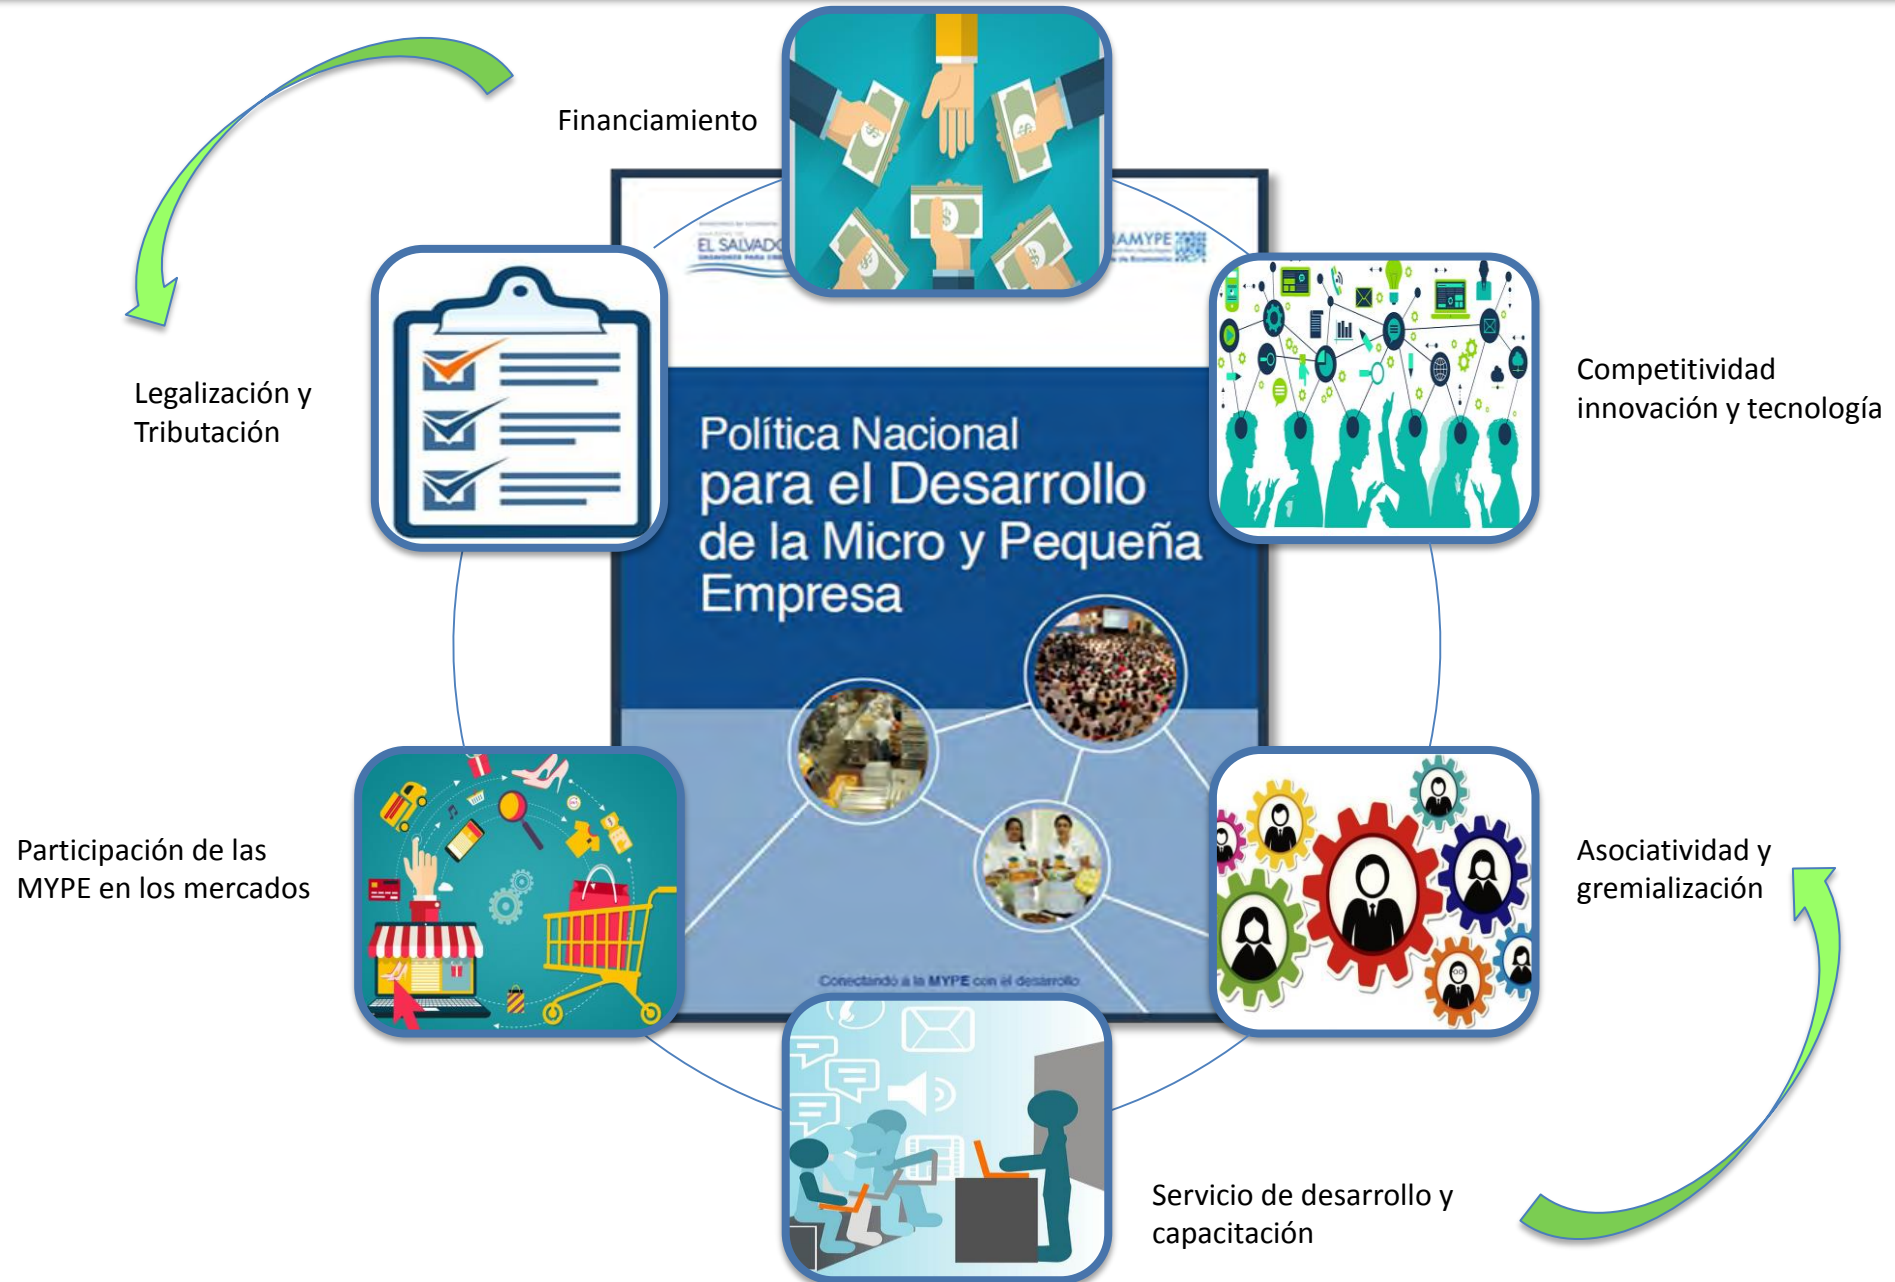 Financiamiento
EL SALVADO
AMYPE
Legalización y
Tributación
Competitividad
innovación y tecnología
Política Nacional
para el Desarrollo
de la Micro y Pequeña
Empresa
Participación de las
MYPE en los mercados
Asociatividad y
gremialización
Conectando a la MYPE con el desarrollo
Servicio de desarrollo y
capacitación